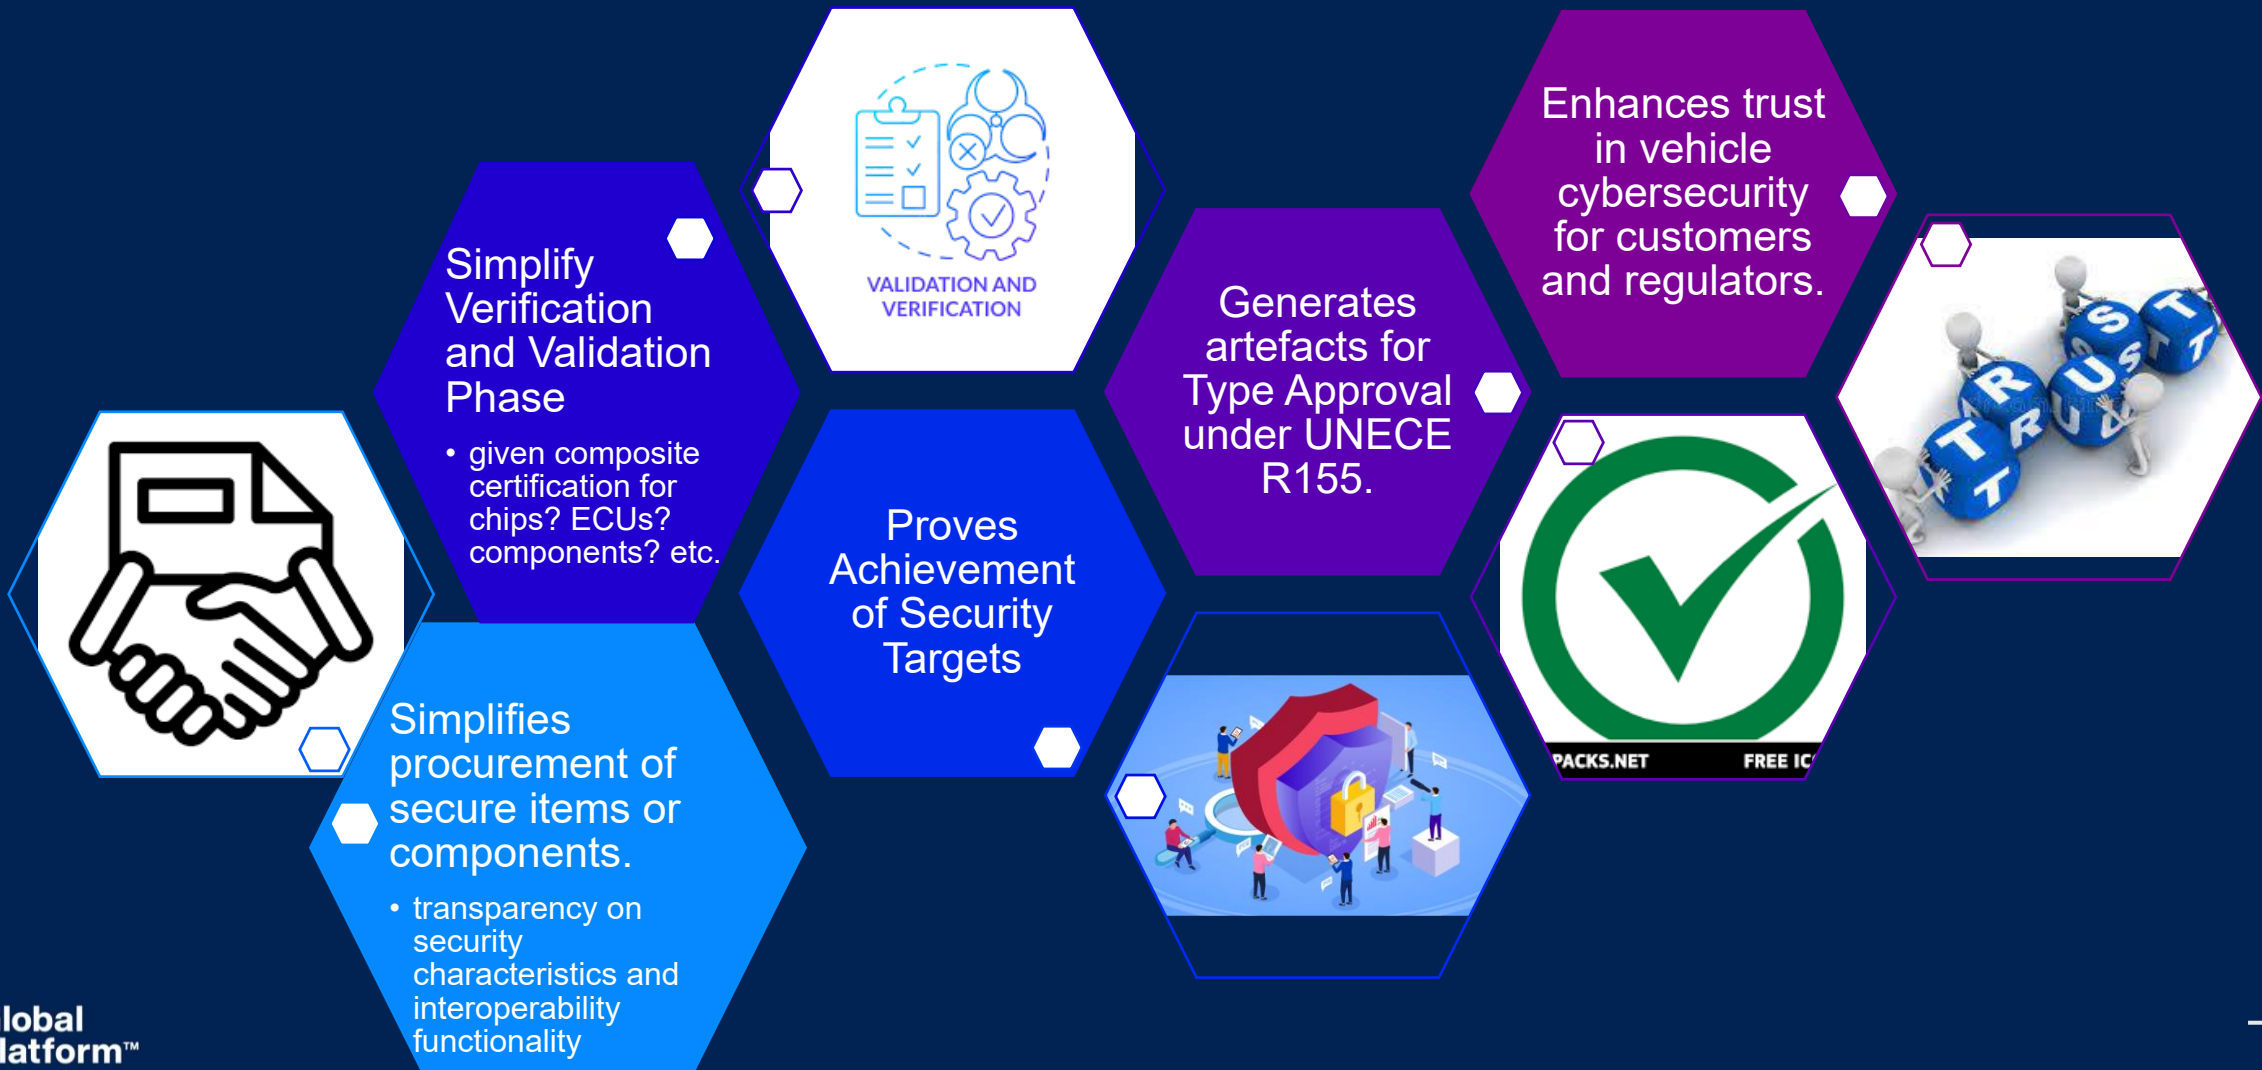 Simplify
Verification
and Validation
Phase
• given composite
certification for
chips? ECUs?
components? etc.
Simplifies
procurement of
secure items or
components.
• transparency on
security
characteristics and
interoperability
functionality
VALIDATION AND
VERIFICATION
Proves
Achievement
of Security
Targets
Generates
artefacts for
Type Approval
under UNECE
R155.
Enhances trust
in vehicle
cybersecurity
for customers
and regulators.
TRUST
TRUST
PACKS.NET FREE IC
lobal
latform™